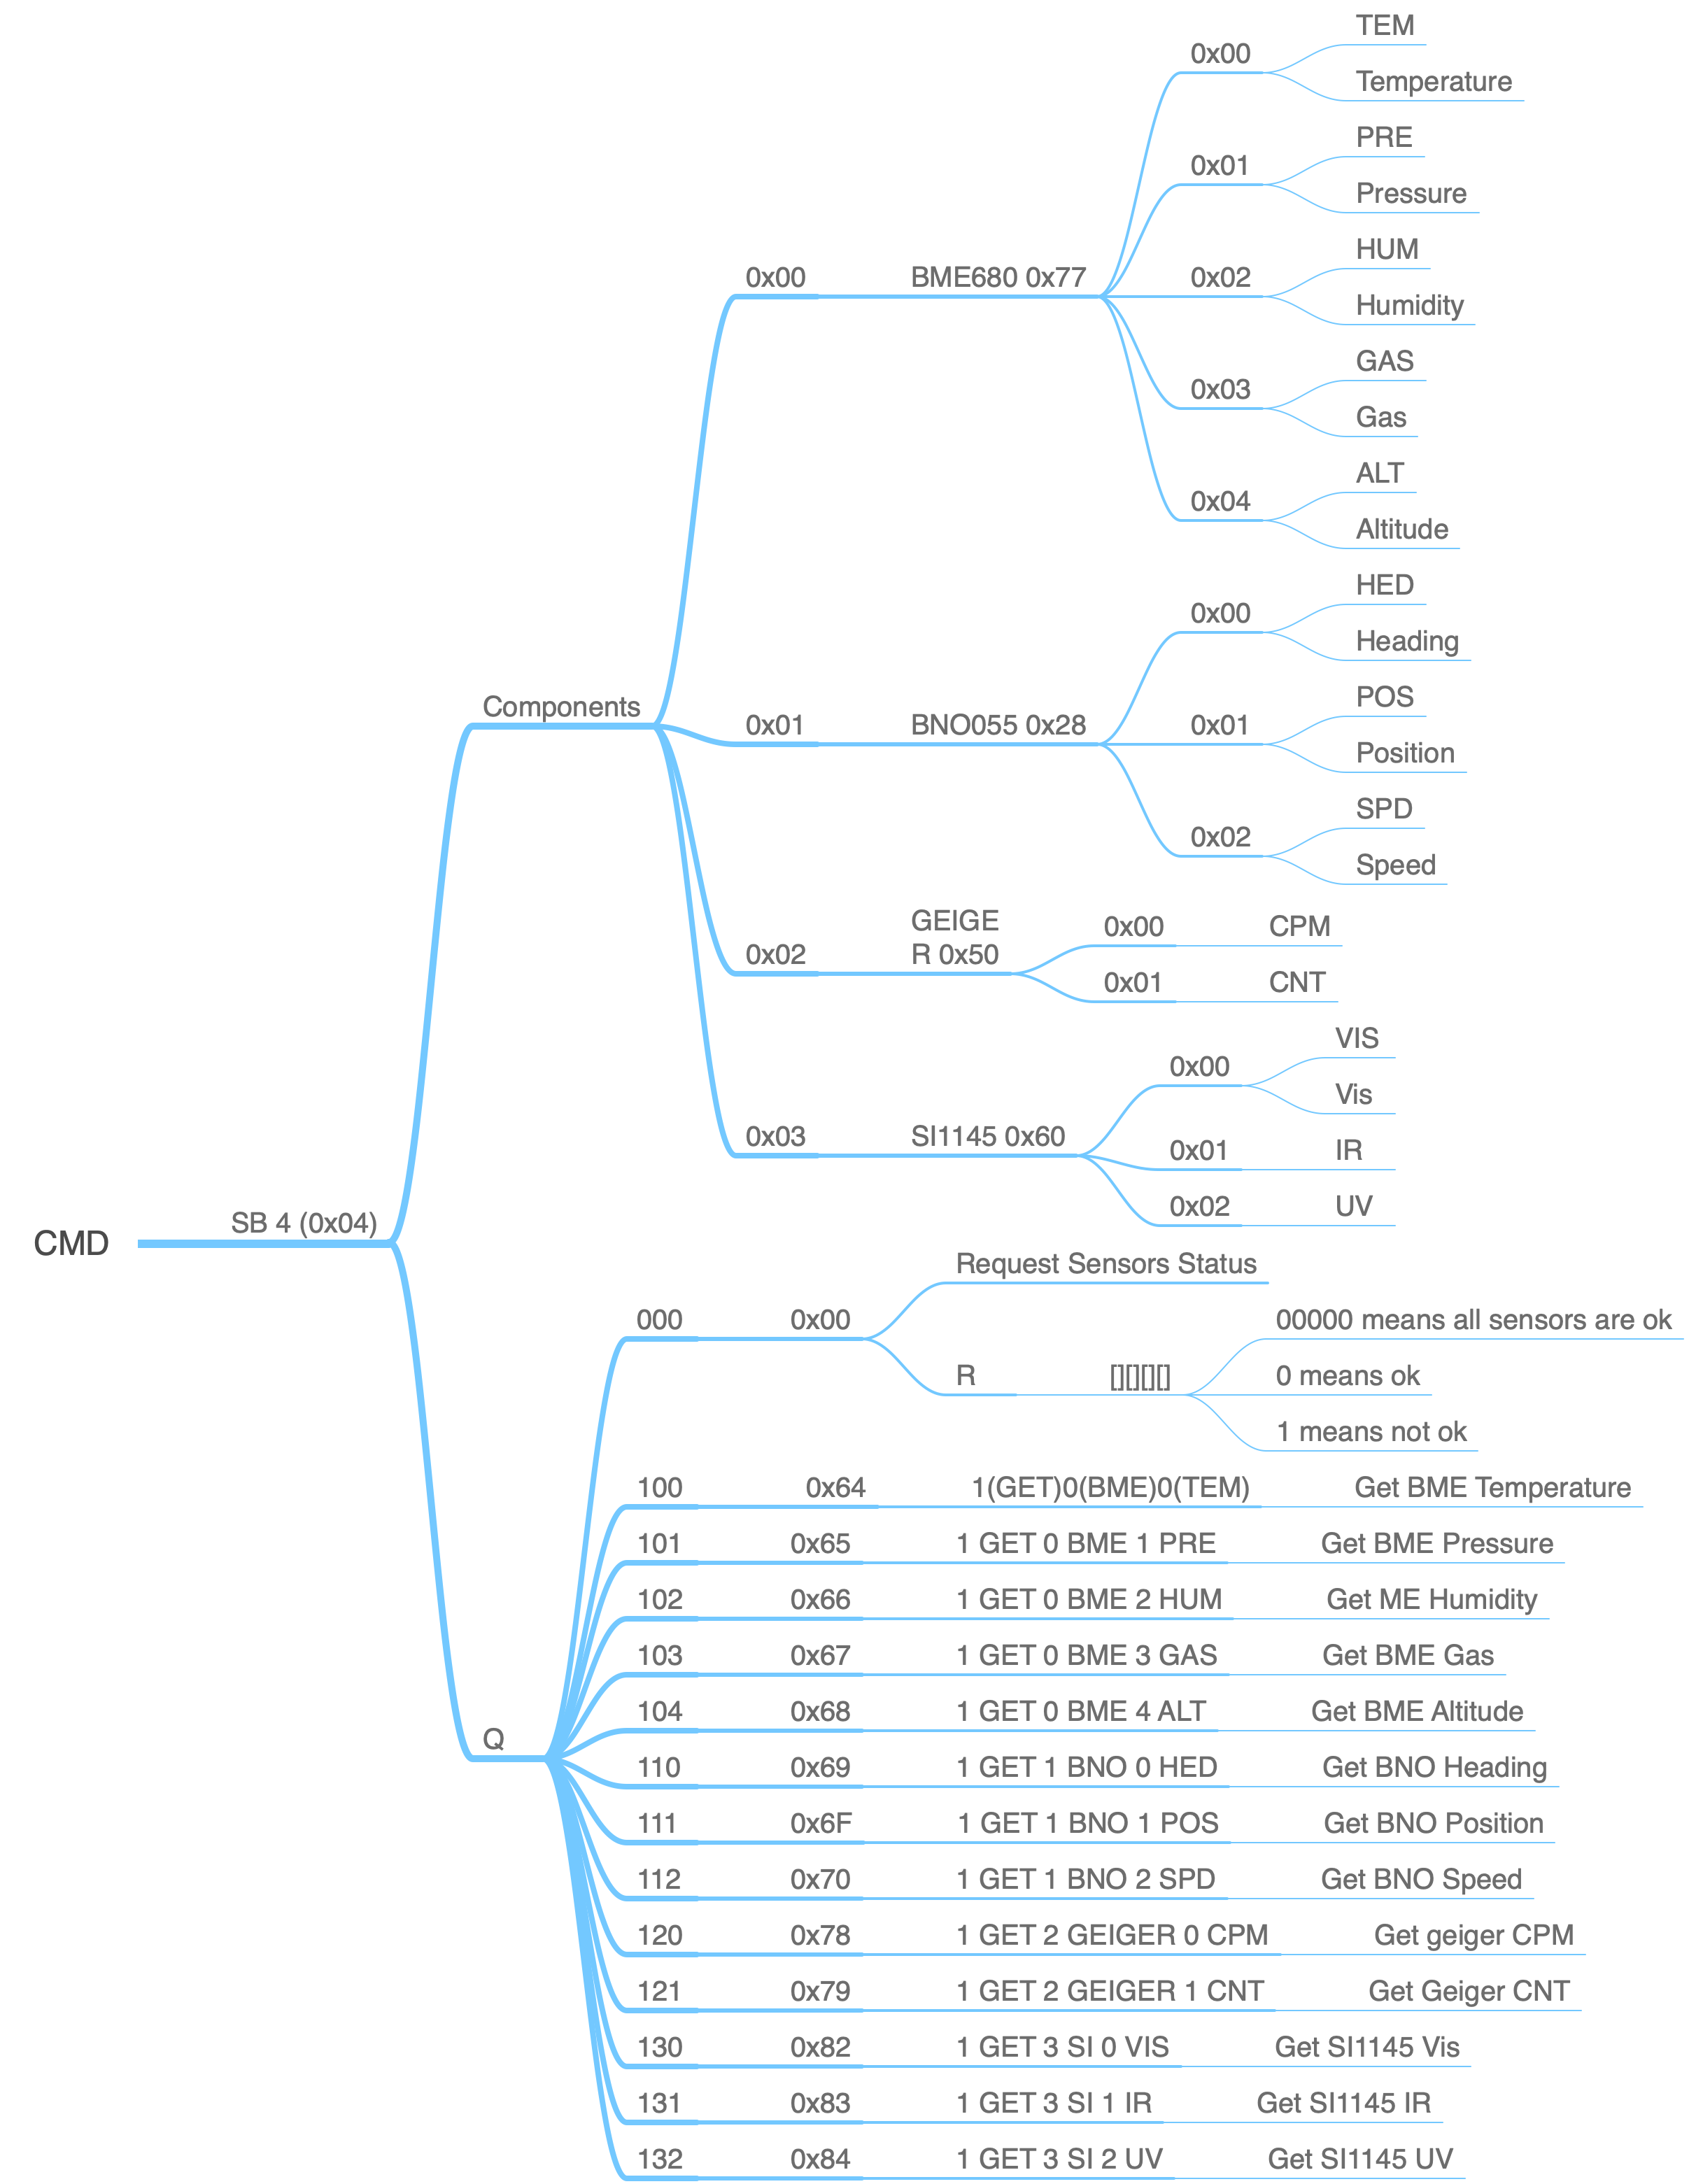 CMD
SB 4 (0x04)
Components
0x00
BME680 0x77
0x00
TEM
Temperature
0x01
PRE
Pressure
0x02
HUM
Humidity
0x03
GAS
Gas
0x04
ALT
Altitude
0x01
BNO055 0x28
0x00
HED
Heading
0x01
POS
Position
0x02
SPD
Speed
0x02
GEIGE
R 0x50
0x00
CPM
0x01
CNT
0x03
SI1145 0x60
0x00
VIS
Vis
0x01
IR
0x02
UV
Q
000
0x00
Request Sensors Status
R
[][][][]
00000 means all sensors are ok
0 means ok
1 means not ok
100 0x64 1(GET)0(BME)0(TEM) Get BME Temperature
101 0x65 1 GET 0 BME 1 PRE Get BME Pressure
102 0x66 1 GET 0 BME 2 HUM Get ME Humidity
103 0x67 1 GET 0 BME 3 GAS Get BME Gas
104 0x68 1 GET 0 BME 4 ALT Get BME Altitude
110 0x69 1 GET 1 BNO 0 HED Get BNO Heading
111 0x6F 1 GET 1 BNO 1 POS Get BNO Position
112 0x70 1 GET 1 BNO 2 SPD Get BNO Speed
120 0x78 1 GET 2 GEIGER 0 CPM Get geiger CPM
121 0x79 1 GET 2 GEIGER 1 CNT Get Geiger CNT
130 0x82 1 GET 3 SI 0 VIS Get SI1145 Vis
131 0x83 1 GET 3 SI 1 IR Get SI1145 IR
132 0x84 1 GET 3 SI 2 UV Get SI1145 UV